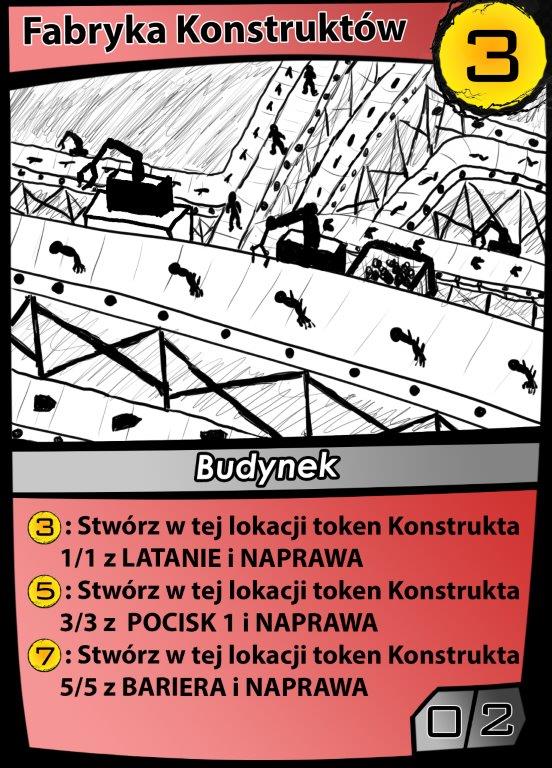 Fabryka Konstruktów
3
Budynek
3 : Stwórz w tej lokacji token Konstrukta
1/1 z LATANIE i NAPRAWA
5 : Stwórz w tej lokacji token Konstrukta
3/3 z POCISK 1 i NAPRAWA
7 : Stwórz w tej lokacji token Konstrukta
5/5 z BARIERA i NAPRAWA
0/2